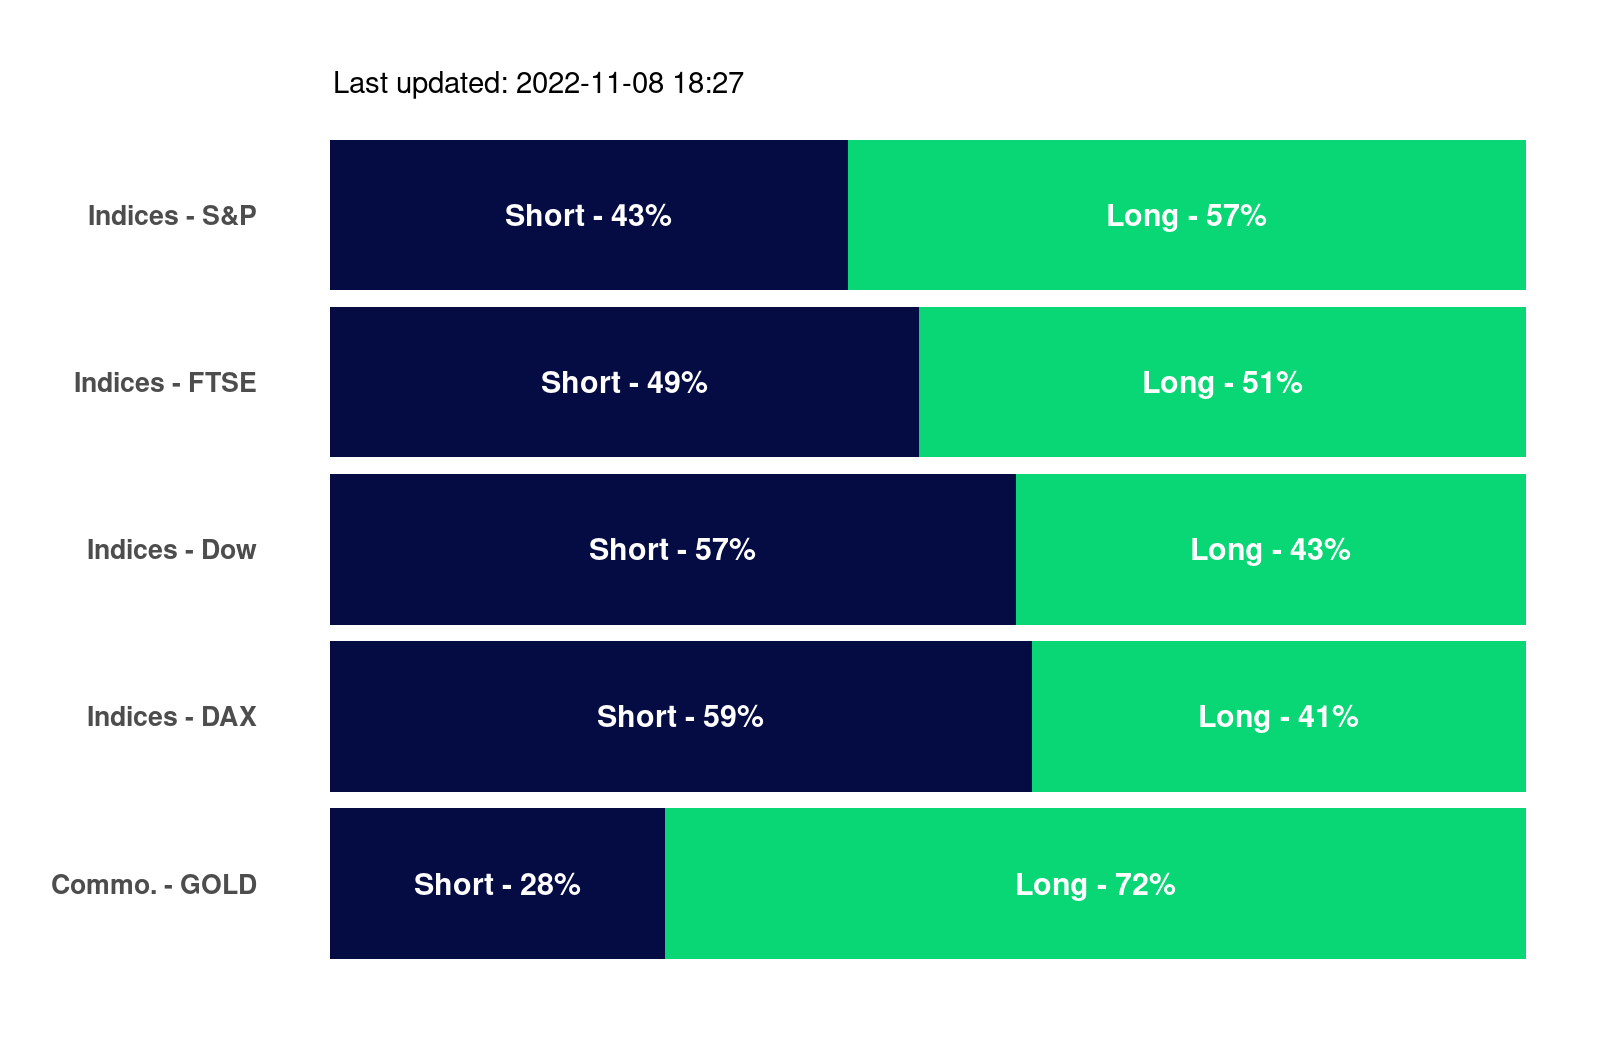 Last updated: 2022-11-08 18:27
Indices - S&P Short - 43% Long - 57%
Indices - FTSE Short - 49% Long - 51%
Indices - Dow Short - 57% Long - 43%
Indices - DAX Short - 59% Long - 41%
Commo. - GOLD Short - 28% Long - 72%